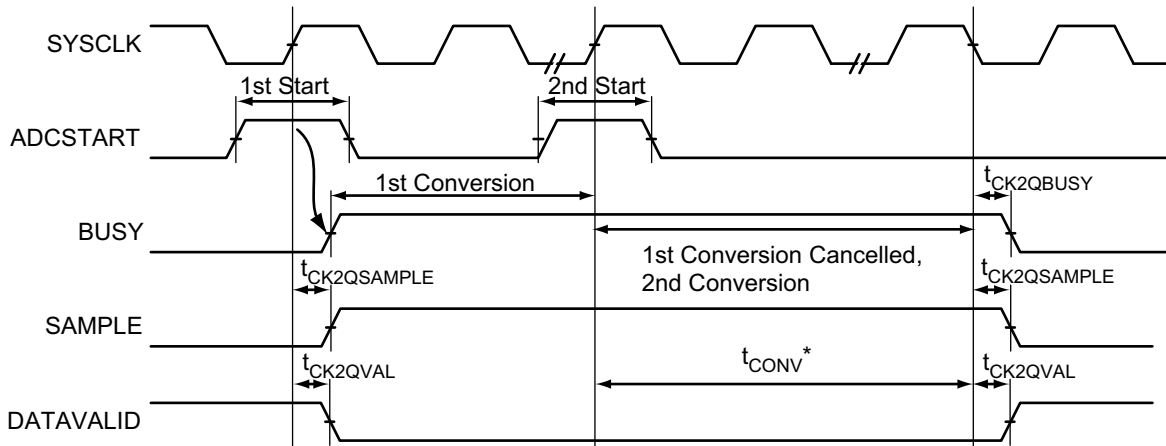 SYSCLK
1st Start
2nd Start
ADCSTART
tCK2QBUSY
1st Conversion
BUSY
1st Conversion Cancelled,
2nd Conversion
tCK2QSAMPLE
tCK2QSAMPLE
SAMPLE
tCK2QVAL
tCONV*
tCK2QVAL
DATAVALID